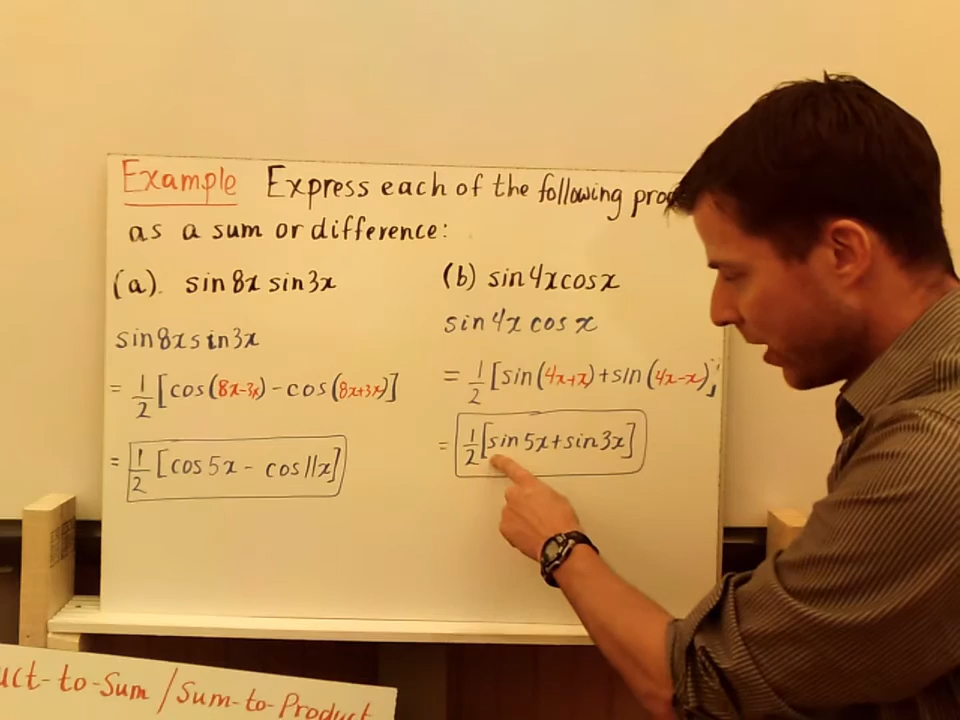 Example Express each of the following
as a sum or difference:
(a). sin 8x sin 3x
sin 8x sin 3x
= 1/2 [cos(8x-3x) - cos(8x+3x)]
= 1/2 [cos 5x - cos 11x]
(b) sin 4x cos x
sin 4x cos x
= 1/2 [sin(4x+x) + sin(4x-x)]
= 1/2 [sin 5x + sin 3x]
uct-to-Sum / Sum-to-Product